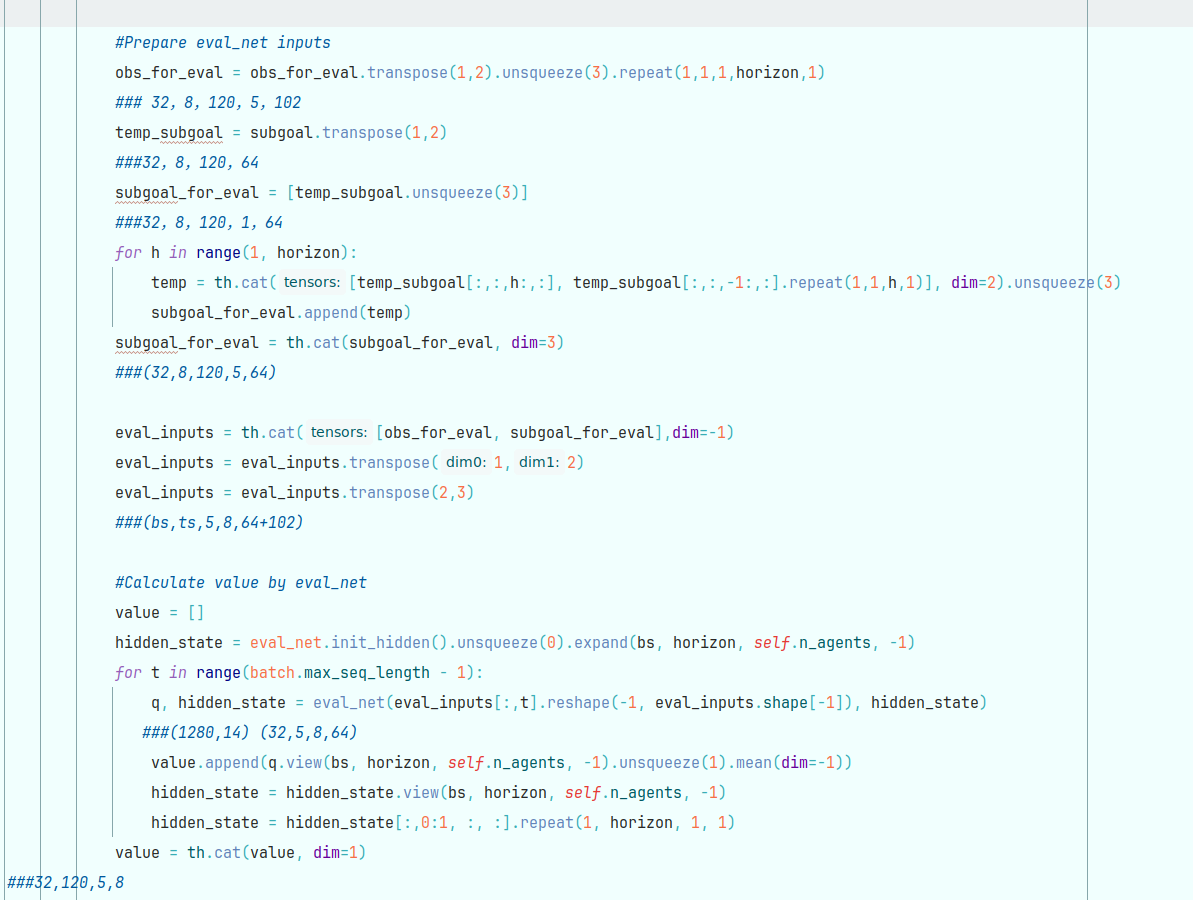 #Prepare eval_net inputs
obs_for_eval = obs_for_eval.transpose(1,2).unsqueeze(3).repeat(1,1,1,horizon,1)
### 32, 8, 120, 5, 102
temp_subgoal = subgoal.transpose(1,2)
###32, 8, 120, 64
subgoal_for_eval = [temp_subgoal.unsqueeze(3)]
###32, 8, 120, 1, 64
for h in range(1, horizon):
    temp = th.cat( tensors: [temp_subgoal[:,:,h:,:], temp_subgoal[:,:,-1:,:].repeat(1,1,h,1)], dim=2).unsqueeze(3)
    subgoal_for_eval.append(temp)
subgoal_for_eval = th.cat(subgoal_for_eval, dim=3)
###(32,8,120,5,64)
eval_inputs = th.cat( tensors: [obs_for_eval, subgoal_for_eval],dim=-1)
eval_inputs = eval_inputs.transpose( dim0: 1, dim1: 2)
eval_inputs = eval_inputs.transpose(2,3)
###(bs,ts,5,8,64+102)
#Calculate value by eval_net
value = []
hidden_state = eval_net.init_hidden().unsqueeze(0).expand(bs, horizon, self.n_agents, -1)
for t in range(batch.max_seq_length - 1):
    q, hidden_state = eval_net(eval_inputs[:,t].reshape(-1, eval_inputs.shape[-1]), hidden_state)
   ###(1280,14) (32,5,8,64)
    value.append(q.view(bs, horizon, self.n_agents, -1).unsqueeze(1).mean(dim=-1))
    hidden_state = hidden_state.view(bs, horizon, self.n_agents, -1)
    hidden_state = hidden_state[:,0:1, :, :].repeat(1, horizon, 1, 1)
value = th.cat(value, dim=1)
###32,120,5,8